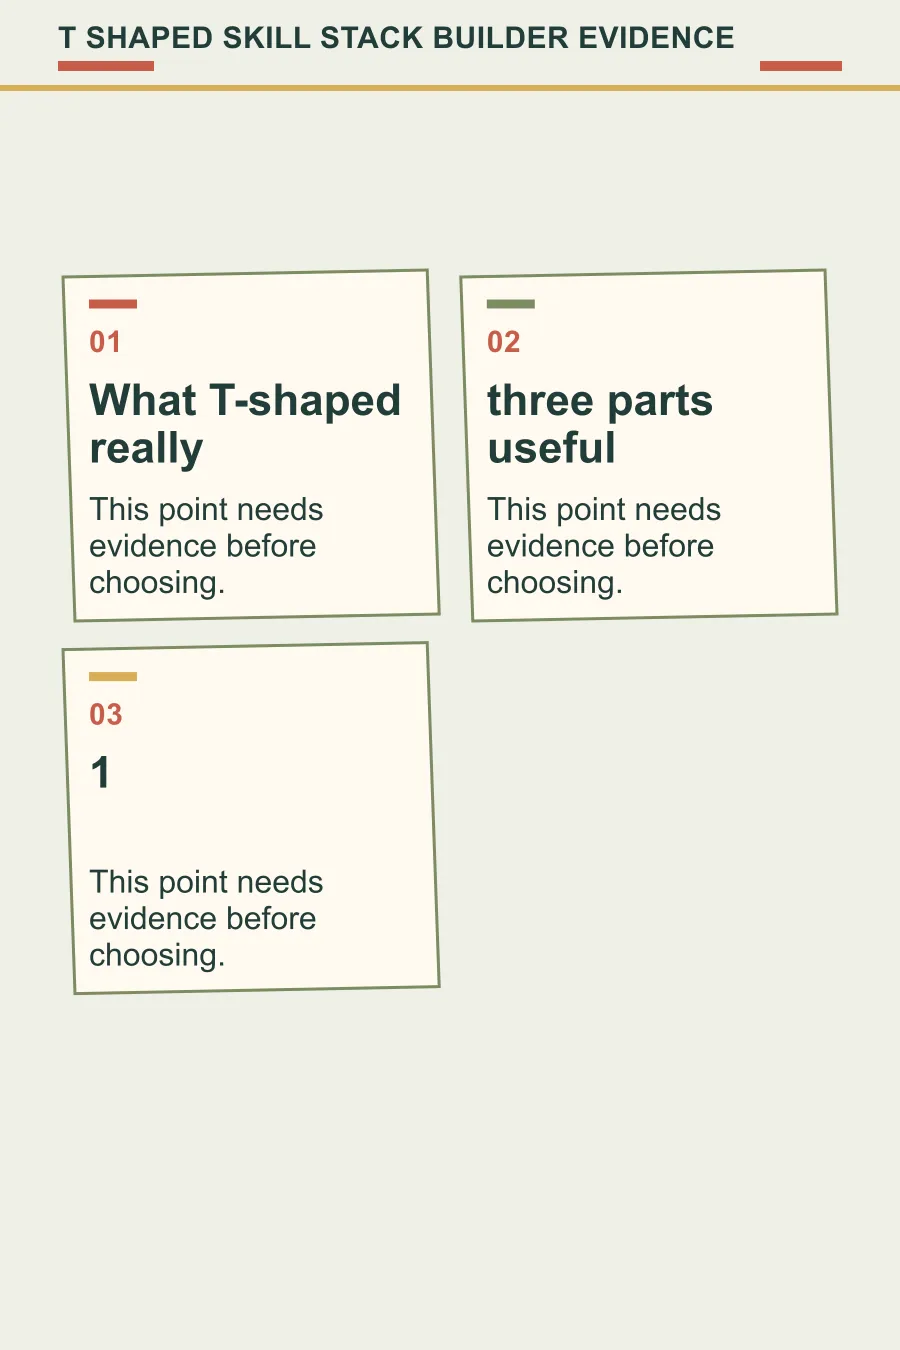 T SHAPED SKILL STACK BUILDER EVIDENCE
01
What T-shaped
really
This point needs
evidence before
choosing.
02
three parts
useful
This point needs
evidence before
choosing.
03
1
This point needs
evidence before
choosing.